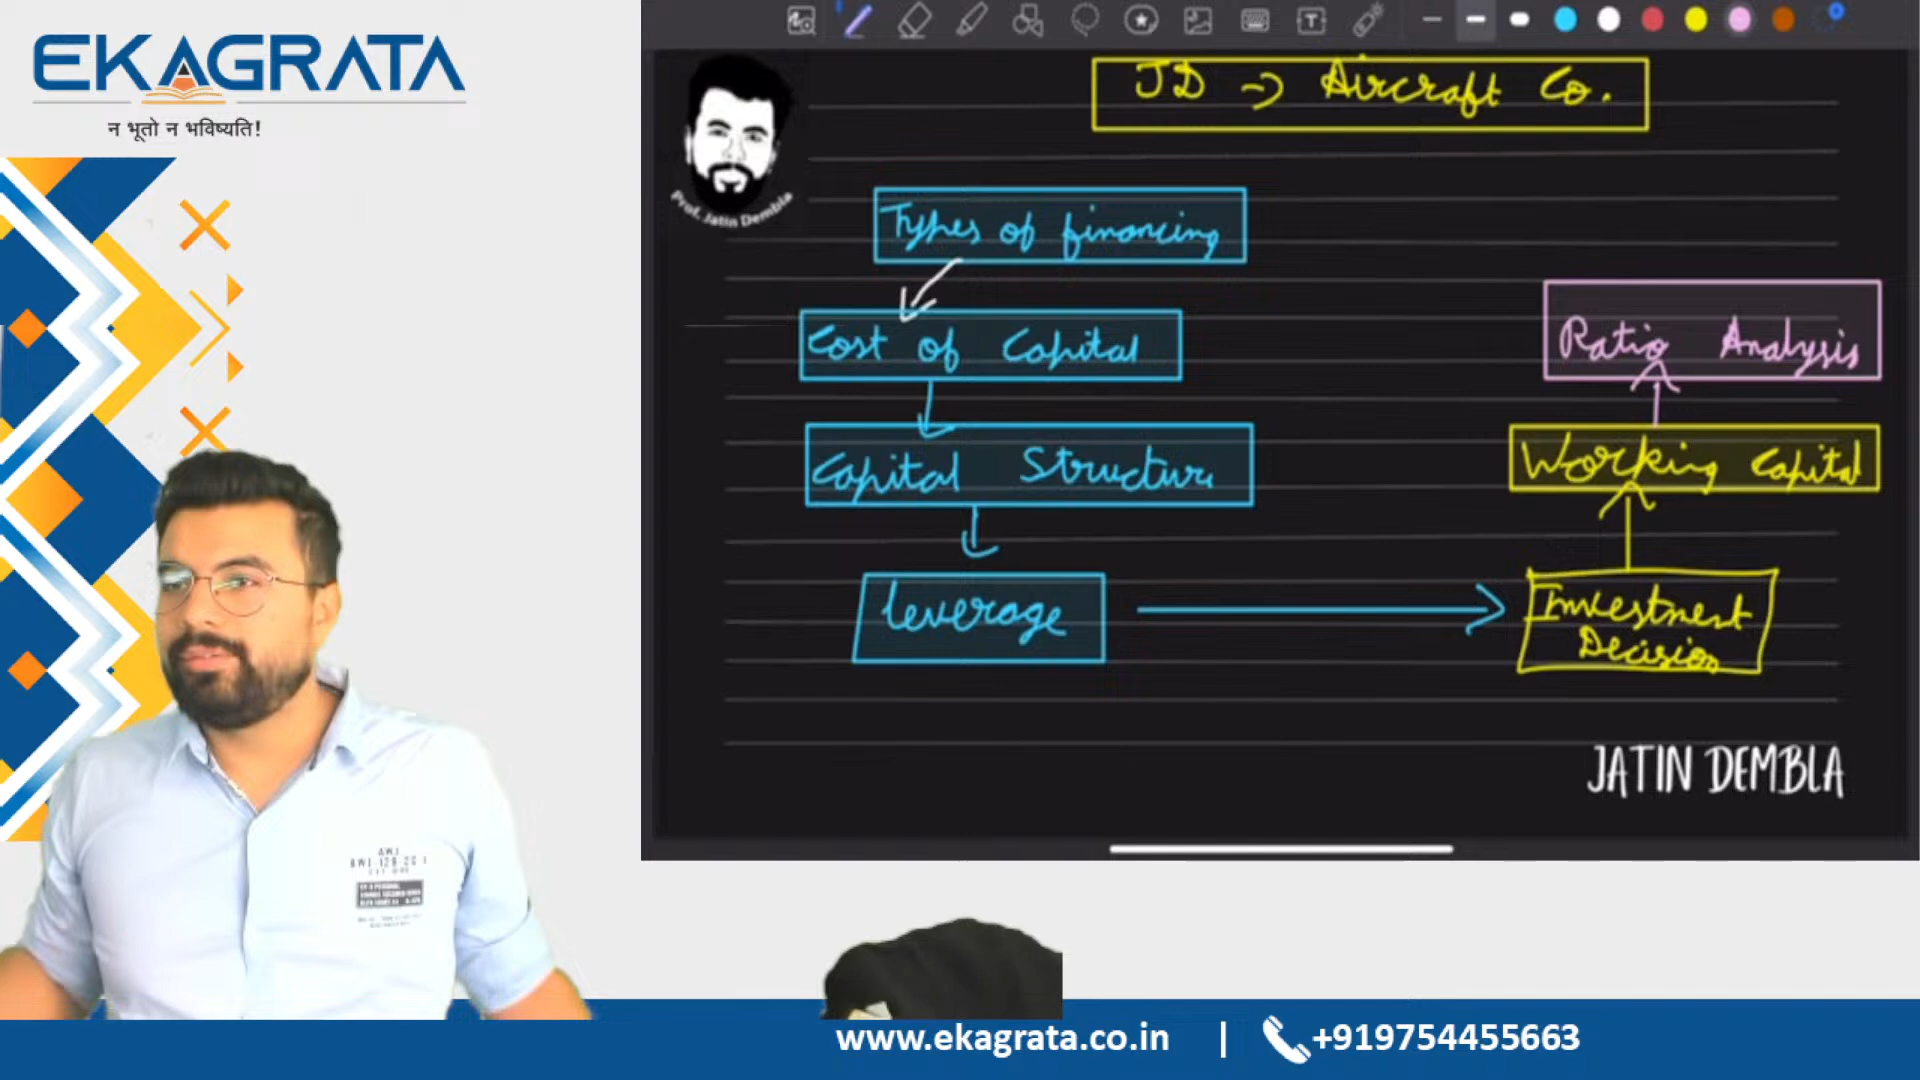 EKAGRATA
न भूतो न भविष्यति!
JD → Aircraft Co.
Prof. Jatin Dembla
Types of financing
Cost of Capital
Capital Structure
leverage
Investment
Decision
Working Capital
Ratio Analysis
JATIN DEMBLA
www.ekagrata.co.in | +919754455663